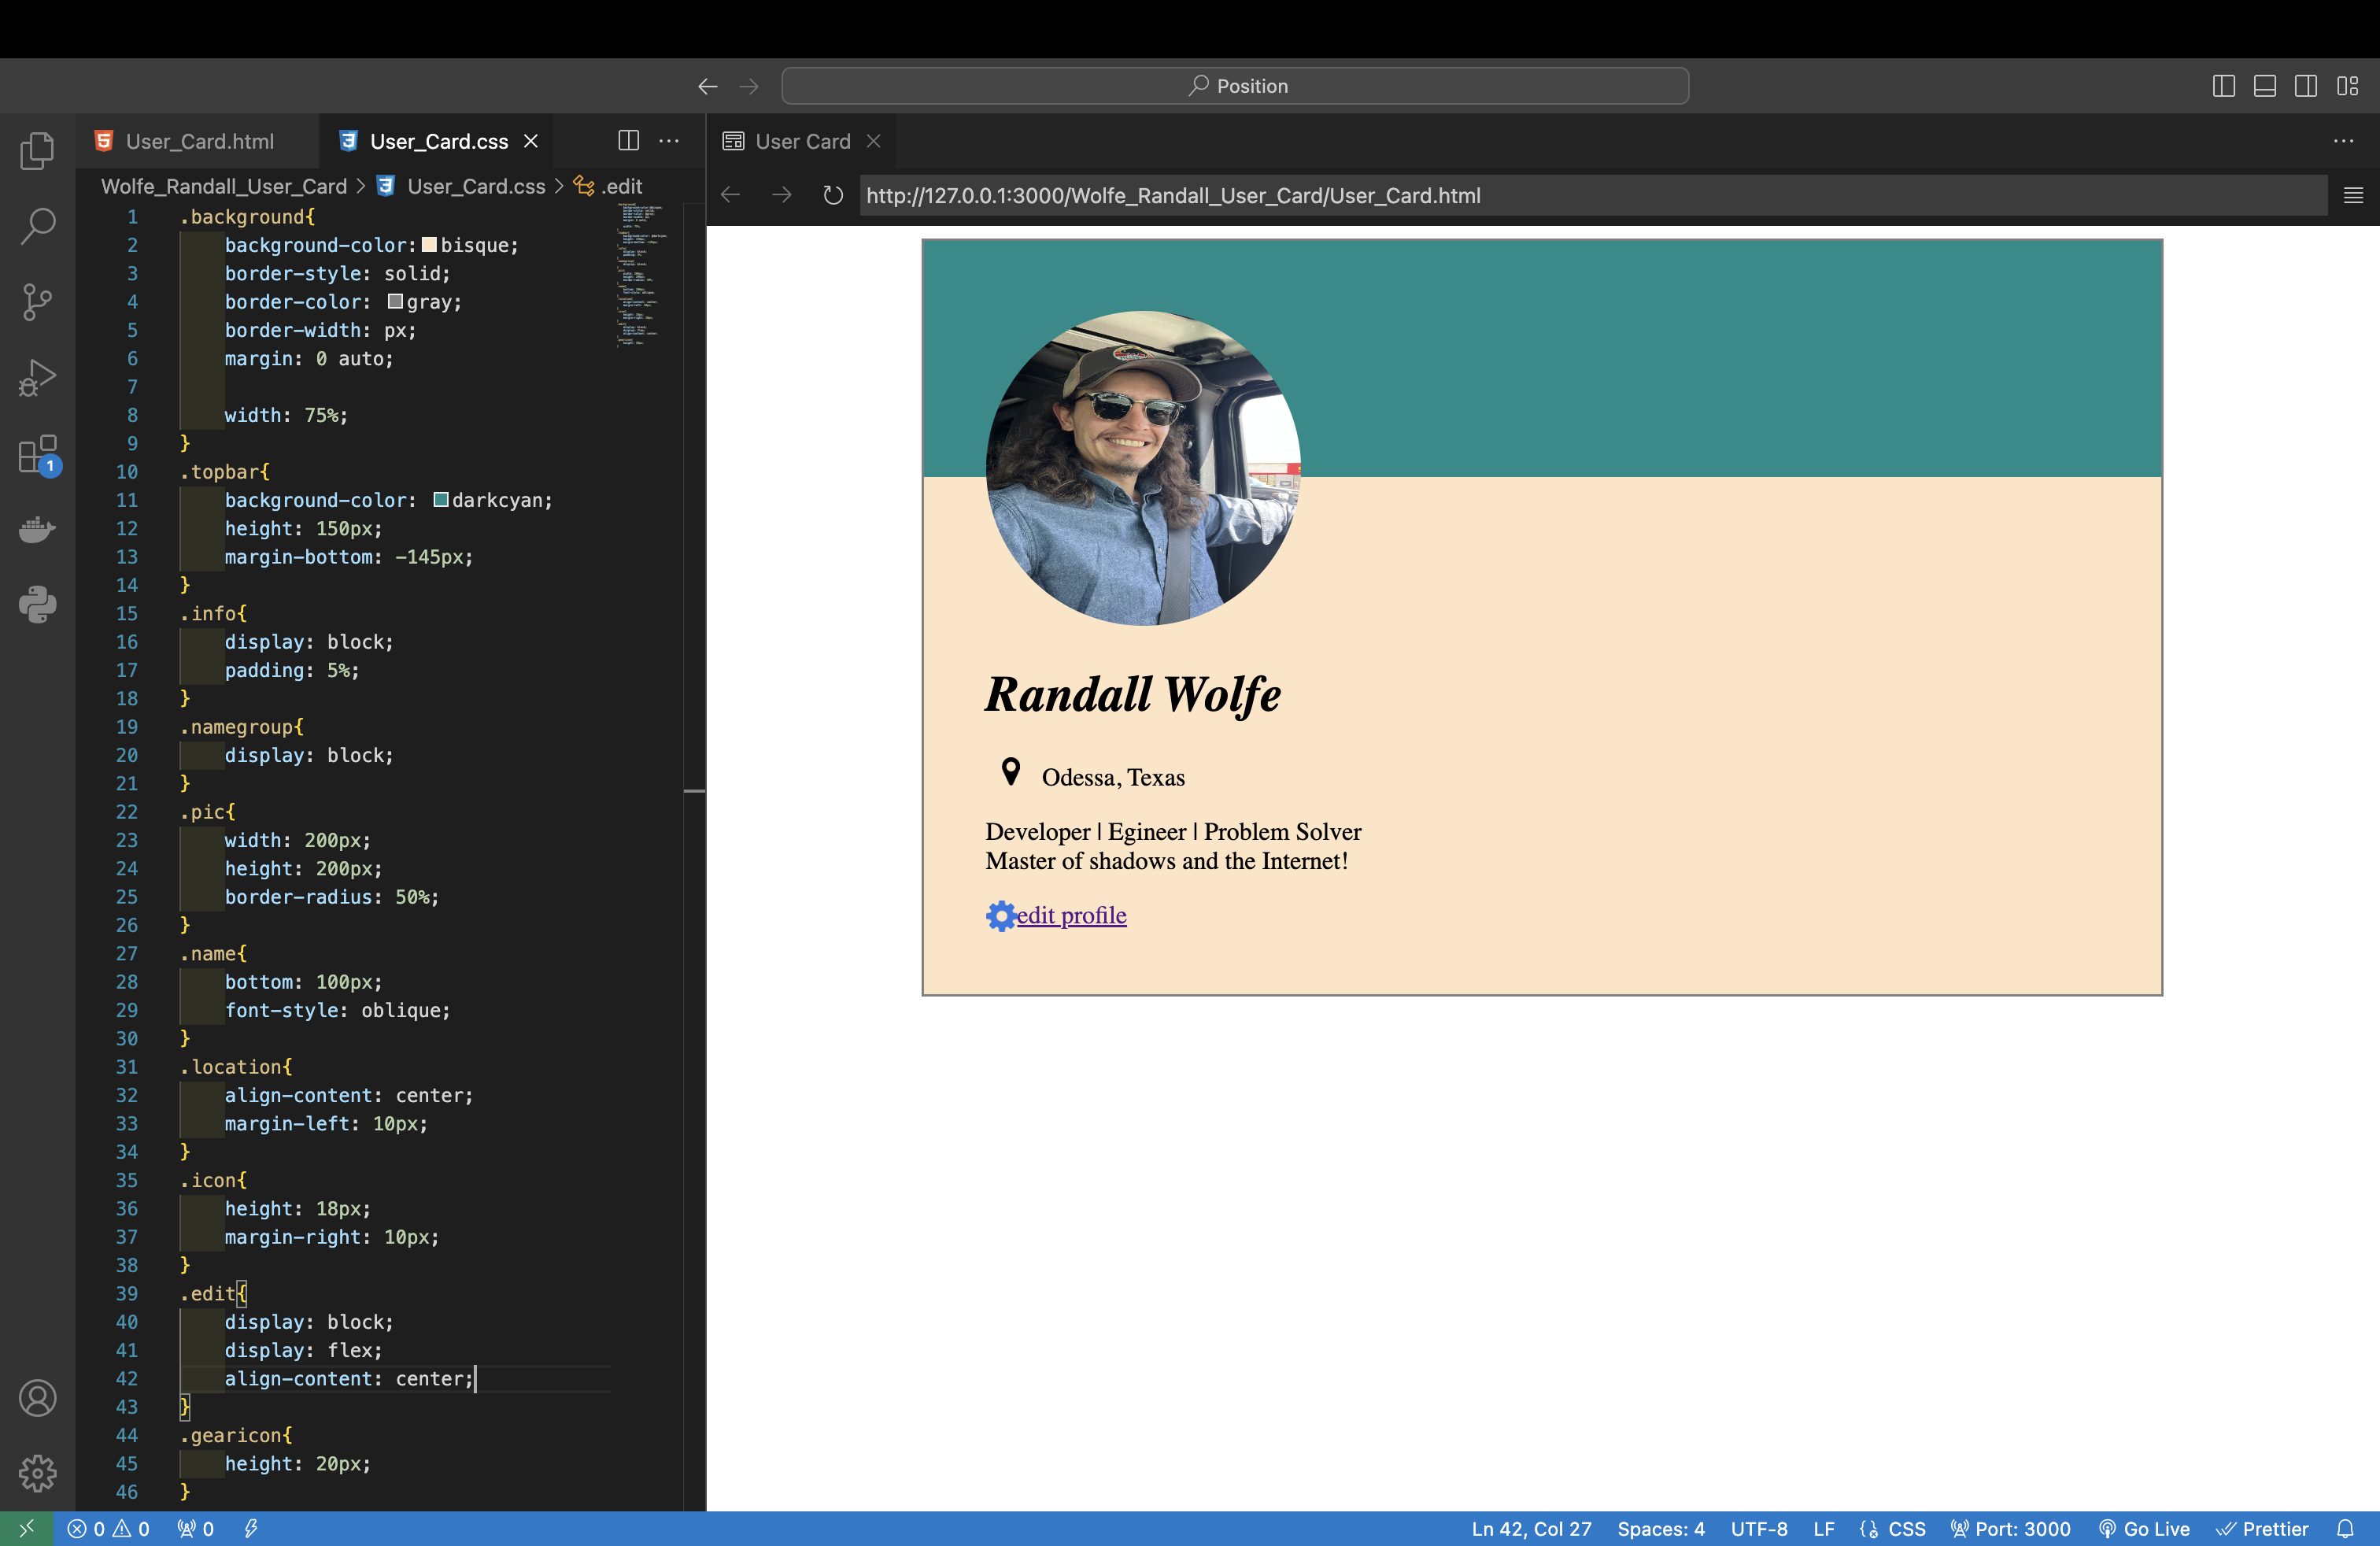 Position
User_Card.html
User_Card.css
User Card
Wolfe_Randall_User_Card > User_Card.css > .edit
http://127.0.0.1:3000/Wolfe_Randall_User_Card/User_Card.html
1 .background{
2 background-color: bisque;
3 border-style: solid;
4 border-color: gray;
5 border-width: px;
6 margin: 0 auto;
7
8 width: 75%;
9 }
10 .topbar{
11 background-color: darkcyan;
12 height: 150px;
13 margin-bottom: -145px;
14 }
15 .info{
16 display: block;
17 padding: 5%;
18 }
19 .namegroup{
20 display: block;
21 }
22 .pic{
23 width: 200px;
24 height: 200px;
25 border-radius: 50%;
26 }
27 .name{
28 bottom: 100px;
29 font-style: oblique;
30 }
31 .location{
32 align-content: center;
33 margin-left: 10px;
34 }
35 .icon{
36 height: 18px;
37 margin-right: 10px;
38 }
39 .edit{
40 display: block;
41 display: flex;
42 align-content: center;
43 }
44 .gearicon{
45 height: 20px;
46 }
1
Randall Wolfe
Odessa, Texas
Developer | Egineer | Problem Solver
Master of shadows and the Internet!
edit profile
0 0 0 Ln 42, Col 27 Spaces: 4 UTF-8 LF CSS Port: 3000 Go Live Prettier